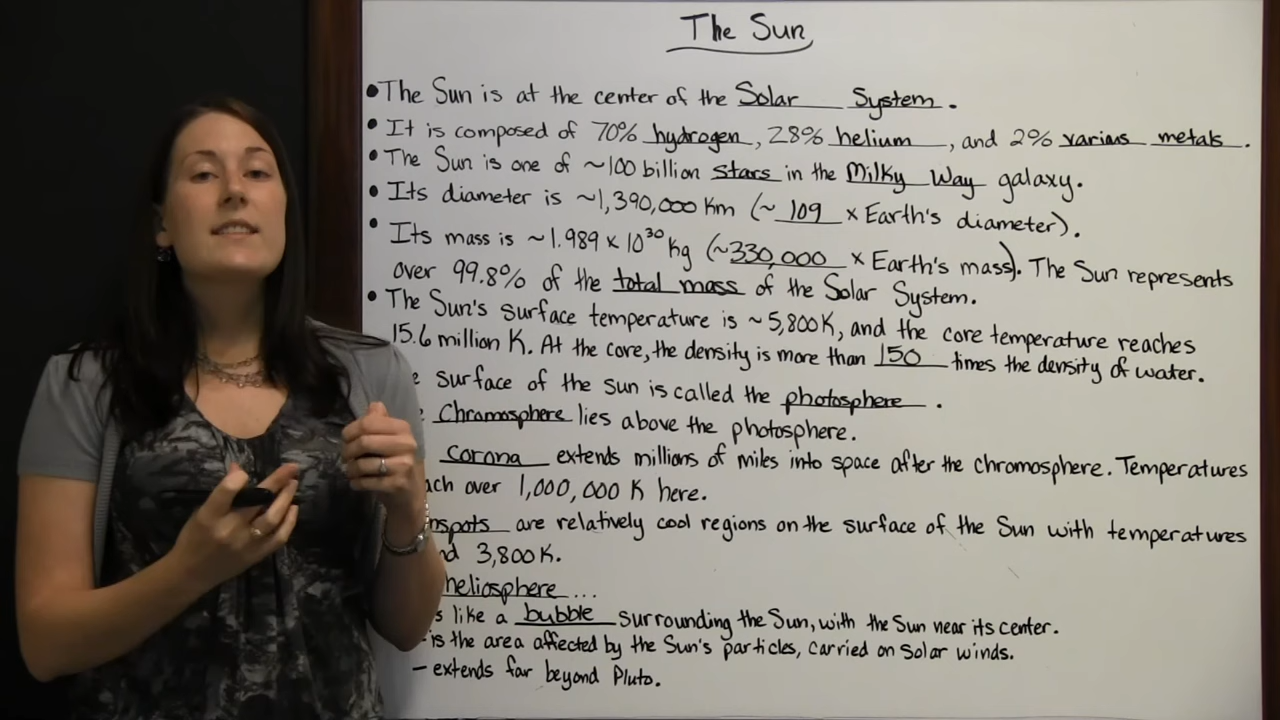 The Sun
• The Sun is at the center of the Solar System.
• It is composed of 70% hydrogen, 28% helium, and 2% various metals.
• The Sun is one of ~100 billion stars in the Milky Way galaxy.
• Its diameter is ~1,390,000 km (~ 109 × Earth's diameter).
• Its mass is ~1.989 × 10³⁰ kg (~330,000 × Earth's mass). The Sun represents
over 99.8% of the total mass of the Solar System.
• The Sun's surface temperature is ~5,800K, and the core temperature reaches
15.6 million K. At the core, the density is more than 150 times the density of water.
surface of the sun is called the photosphere.
Chromosphere lies above the photosphere.
corona extends millions of miles into space after the chromosphere. Temperatures
ach over 1,000,000 K here.
nspots are relatively cool regions on the surface of the Sun with temperatures
nd 3,800K.
heliosphere...
s like a bubble surrounding the Sun, with the Sun near its center.
- is the area affected by the Sun's particles, carried on solar winds.
- extends far beyond Pluto.